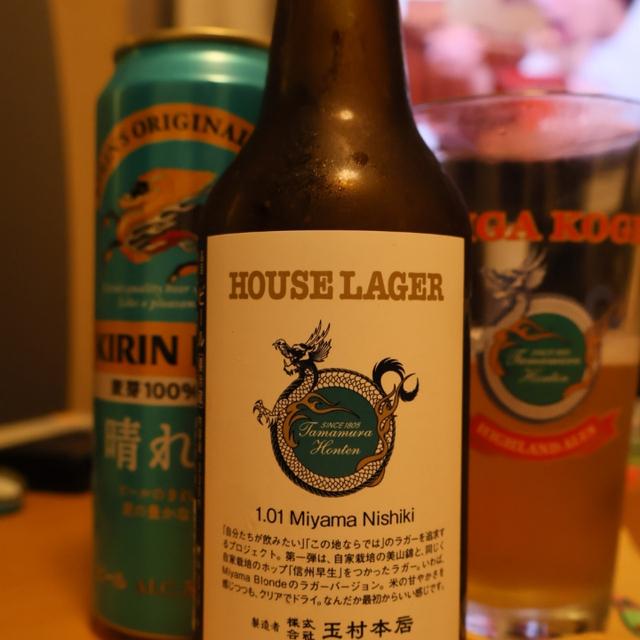 HOUSE LAGER
SINCE 1805
Tamamura
Honten
1.01 Miyama Nishiki
「自分たちが飲みたい」「この地ならでは」のラガーを追求す
るプロジェクト。第一弾は、自家栽培の美山錦と、同じく
自家栽培のホップ「信州早生」をつかったラガー。いわば、
Miyama Blondeのラガーバージョン。米の甘やかさを
感じつつも、クリアでドライ。なんだか最初からいい感じです。
製造者 株式会社 玉村本店
ORIGINAL
KIRIN
麦芽100%
晴れ
ALC.
KOG
SINCE 1805
Tamamura
Honten
HIGHLAND ALES